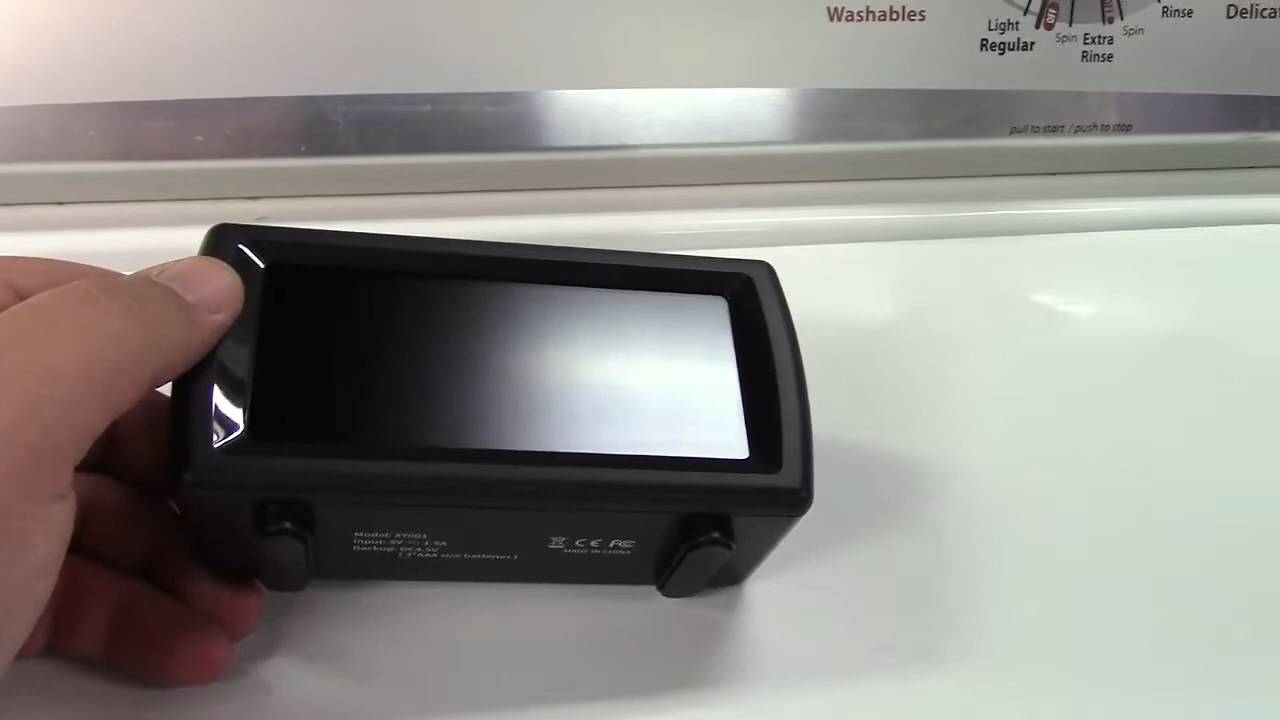 Washables
Light
Regular
OFF
Spin
Extra
Rinse
Spin
Rinse
pull to start / push to stop
Model: XY001
Input: 5V 1.5A
Backup: DC4.5V
( 3*AAA size batteries )
CE FC
MADE IN CHINA